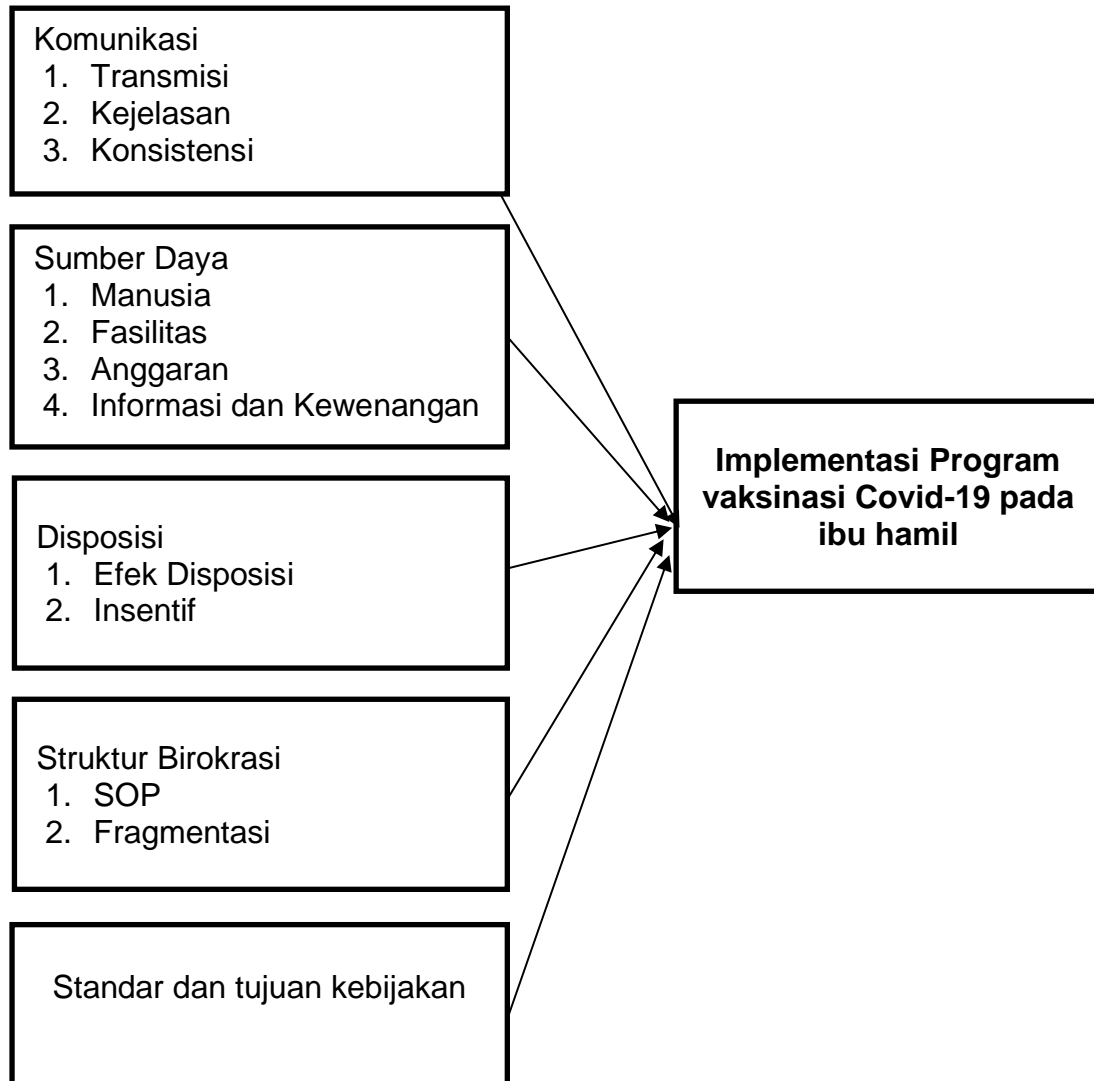 Komunikasi
1. Transmisi
2. Kejelasan
3. Konsistensi
Sumber Daya
1. Manusia
2. Fasilitas
3. Anggaran
4. Informasi dan Kewenangan
Disposisi
1. Efek Disposisi
2. Insentif
Struktur Birokrasi
1. SOP
2. Fragmentasi
Standar dan tujuan kebijakan
Implementasi Program
vaksinasi Covid-19 pada
ibu hamil